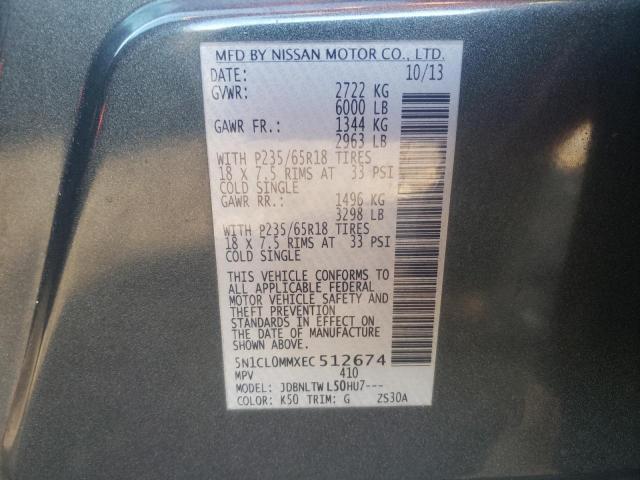 MFD BY NISSAN MOTOR CO., LTD.
DATE: 10/13
GVWR: 2722 KG
6000 LB
GAWR FR.: 1344 KG
2963 LB
WITH P235/65R18 TIRES
18 X 7.5 RIMS AT 33 PSI
COLD SINGLE
GAWR RR.: 1496 KG
3298 LB
WITH P235/65R18 TIRES
18 X 7.5 RIMS AT 33 PSI
COLD SINGLE
THIS VEHICLE CONFORMS TO
ALL APPLICABLE FEDERAL
MOTOR VEHICLE SAFETY AND
THEFT PREVENTION
STANDARDS IN EFFECT ON
THE DATE OF MANUFACTURE
SHOWN ABOVE.
5N1CL0MMXEC512674
MPV 410
MODEL: JDBNLTW L50HU7---
COLOR: K50 TRIM: G ZS30A